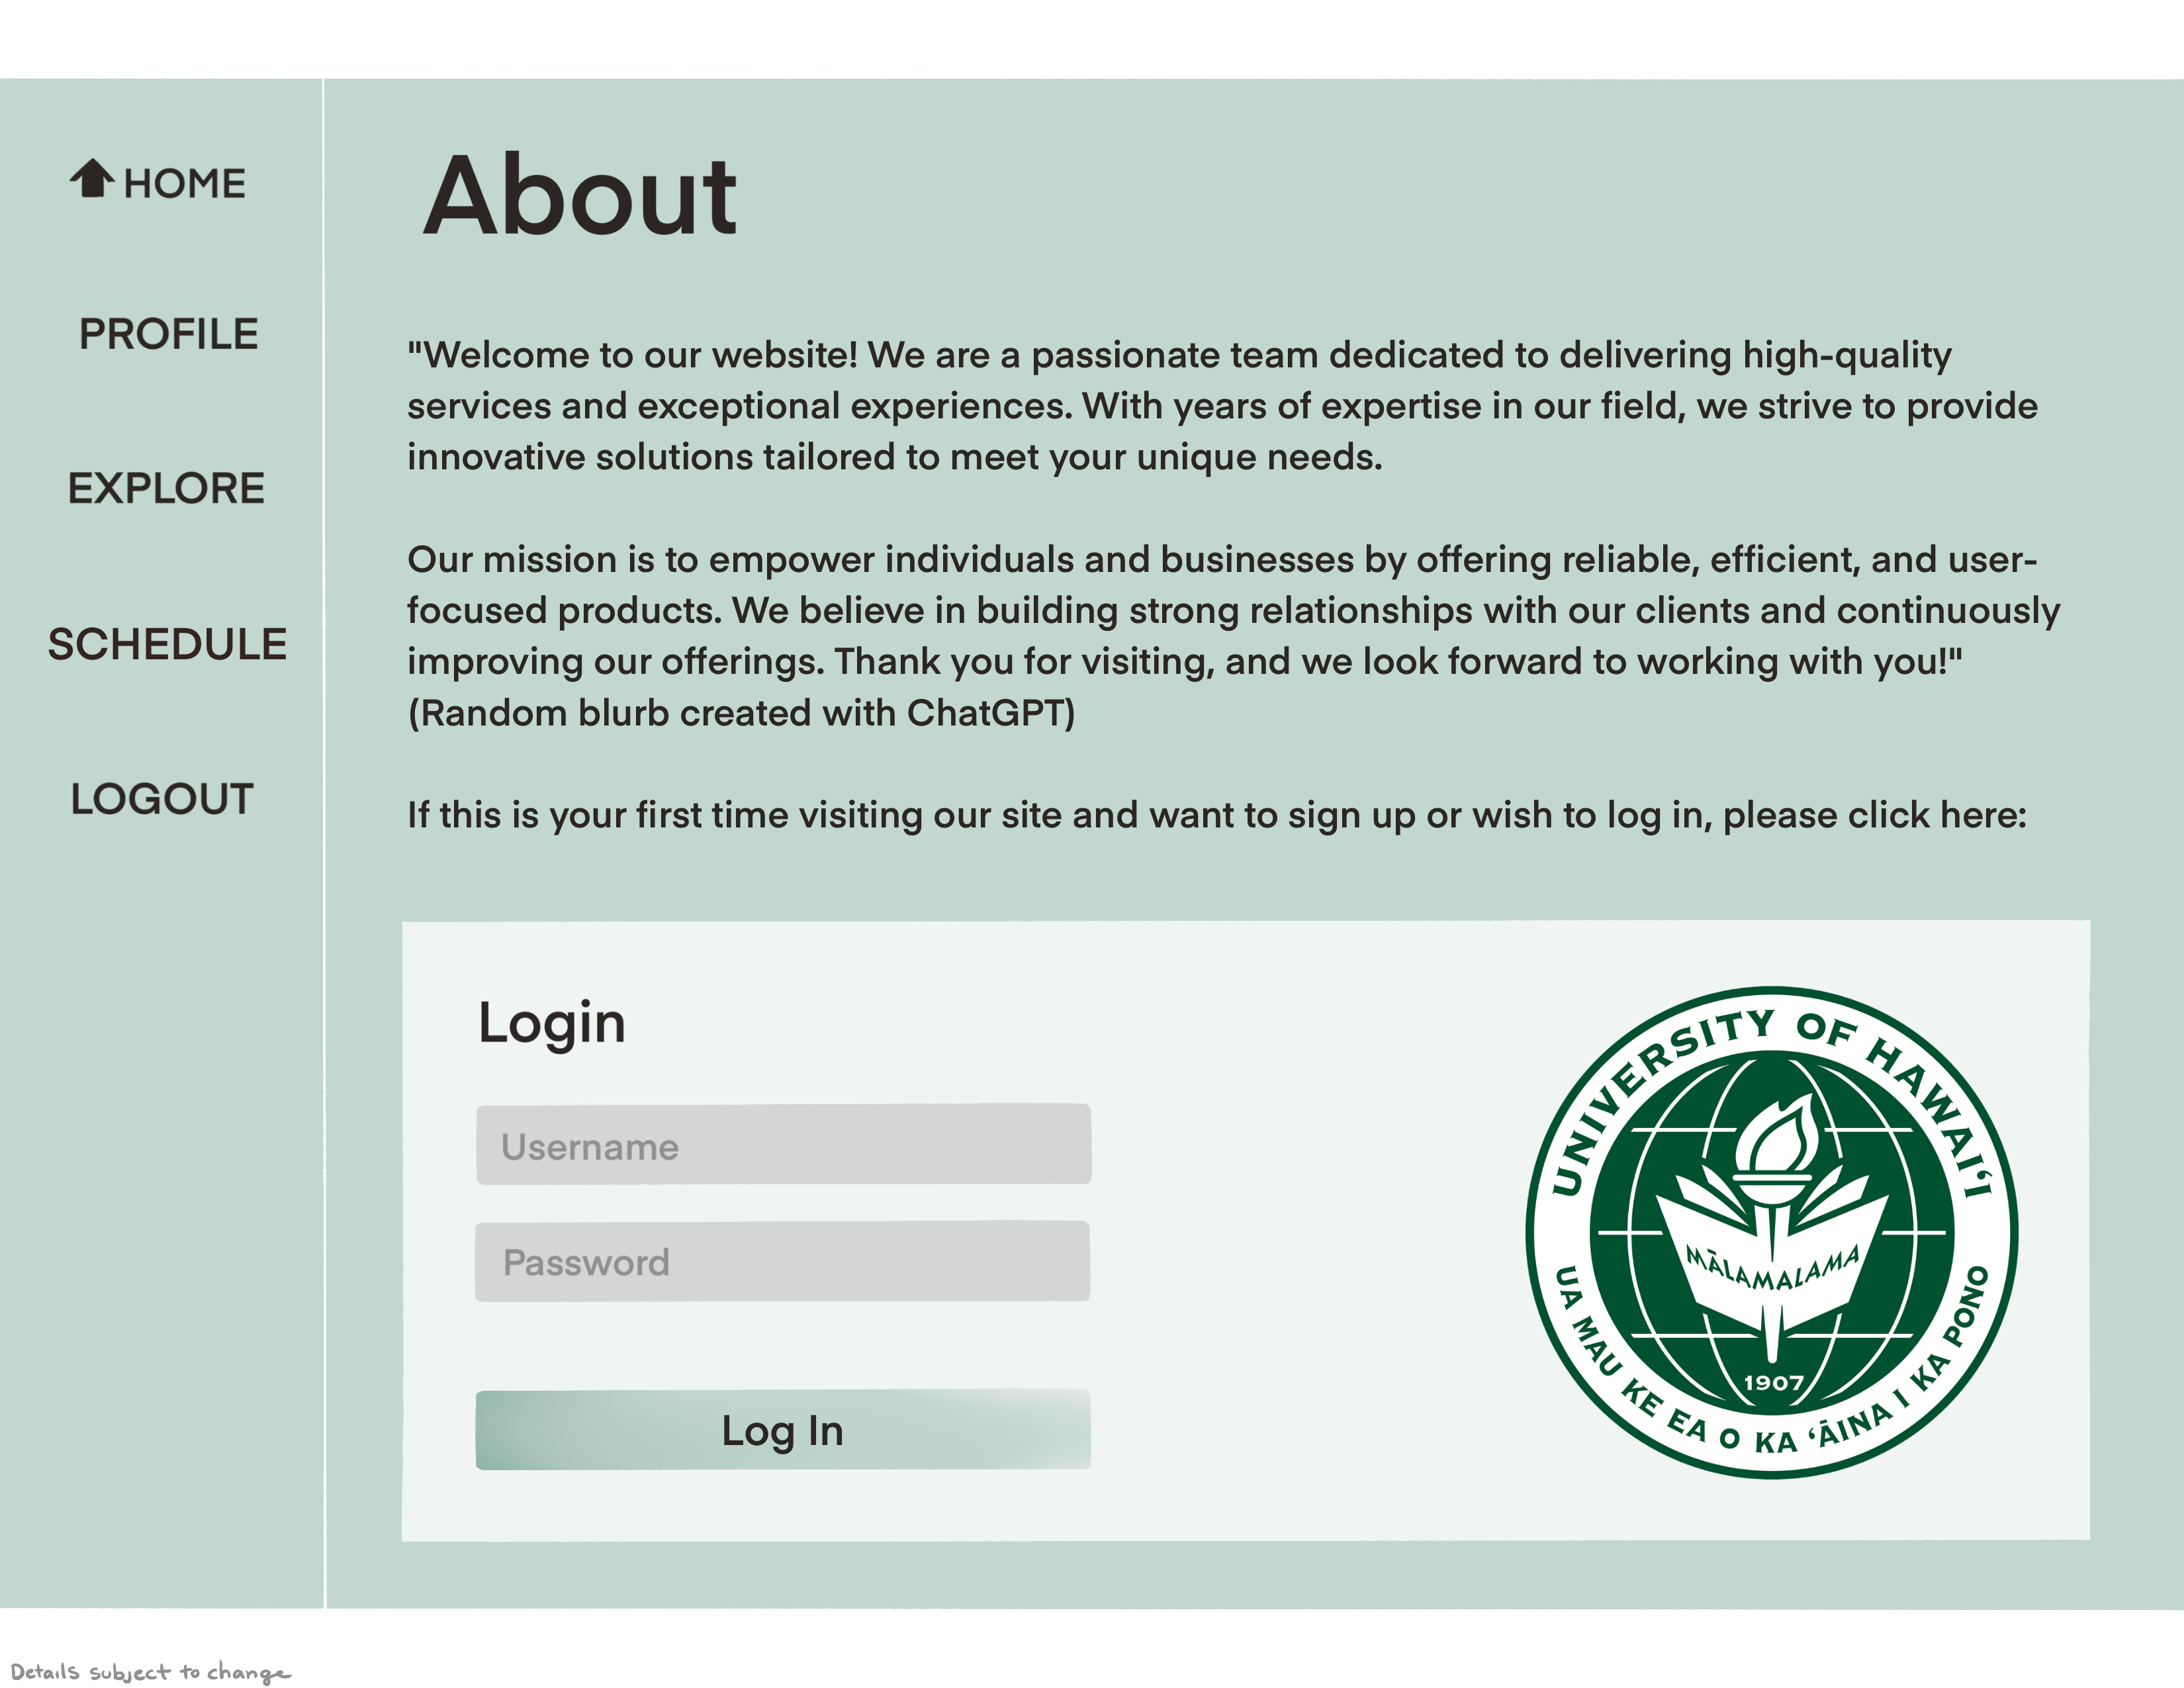 HOME
PROFILE
EXPLORE
SCHEDULE
LOGOUT
About
"Welcome to our website! We are a passionate team dedicated to delivering high-quality
services and exceptional experiences. With years of expertise in our field, we strive to provide
innovative solutions tailored to meet your unique needs.
Our mission is to empower individuals and businesses by offering reliable, efficient, and user-
focused products. We believe in building strong relationships with our clients and continuously
improving our offerings. Thank you for visiting, and we look forward to working with you!"
(Random blurb created with ChatGPT)
If this is your first time visiting our site and want to sign up or wish to log in, please click here:
Login
Username
Password
Log In
UNIVERSITY OF HAWAIʻI
MĀLAMALAMA
1907
UA MAU KE EA O KA ʻĀINA I KA PONO
Details subject to change